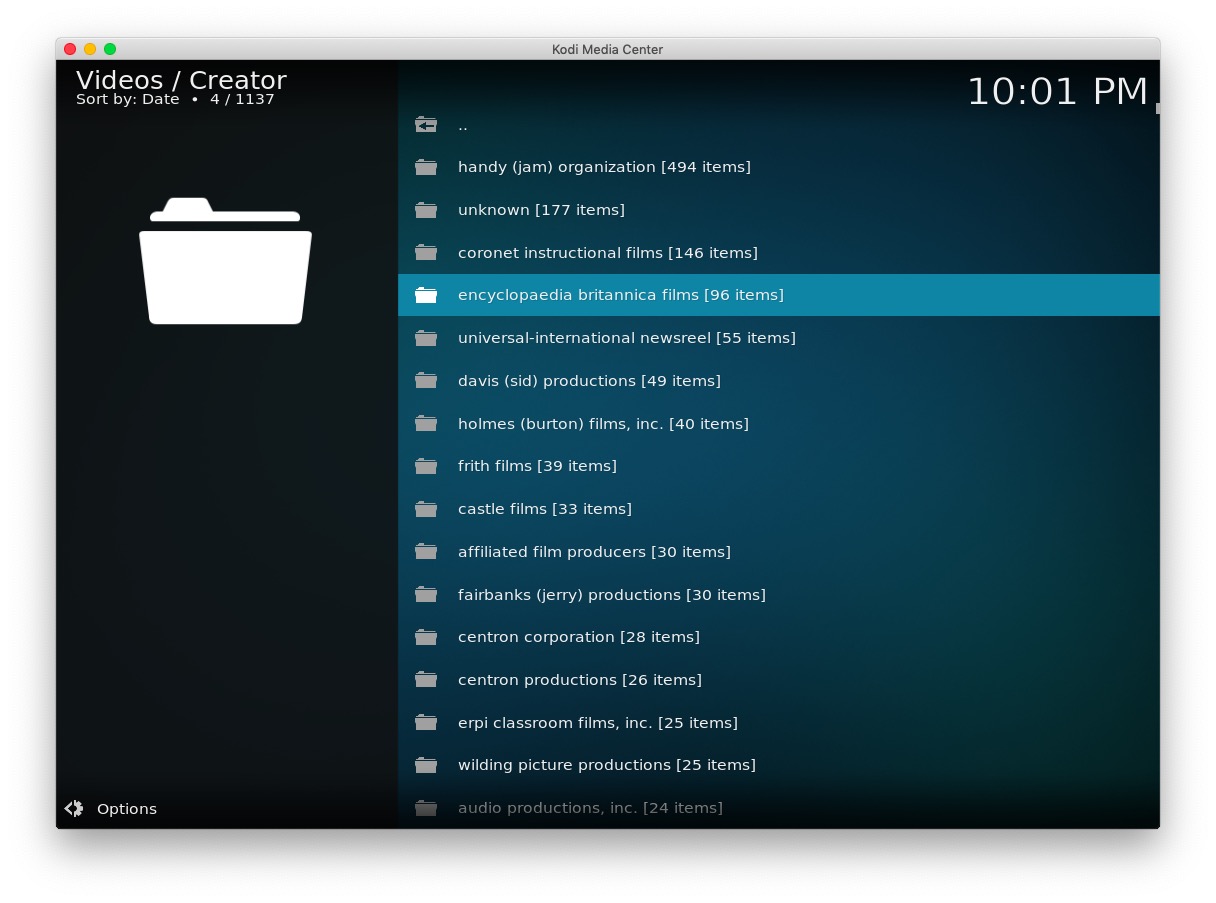 Kodi Media Center
Videos / Creator
Sort by: Date • 4 / 1137
10:01 PM
..
handy (jam) organization [494 items]
unknown [177 items]
coronet instructional films [146 items]
encyclopaedia britannica films [96 items]
universal-international newsreel [55 items]
davis (sid) productions [49 items]
holmes (burton) films, inc. [40 items]
frith films [39 items]
castle films [33 items]
affiliated film producers [30 items]
fairbanks (jerry) productions [30 items]
centron corporation [28 items]
centron productions [26 items]
erpi classroom films, inc. [25 items]
wilding picture productions [25 items]
audio productions, inc. [24 items]
Options